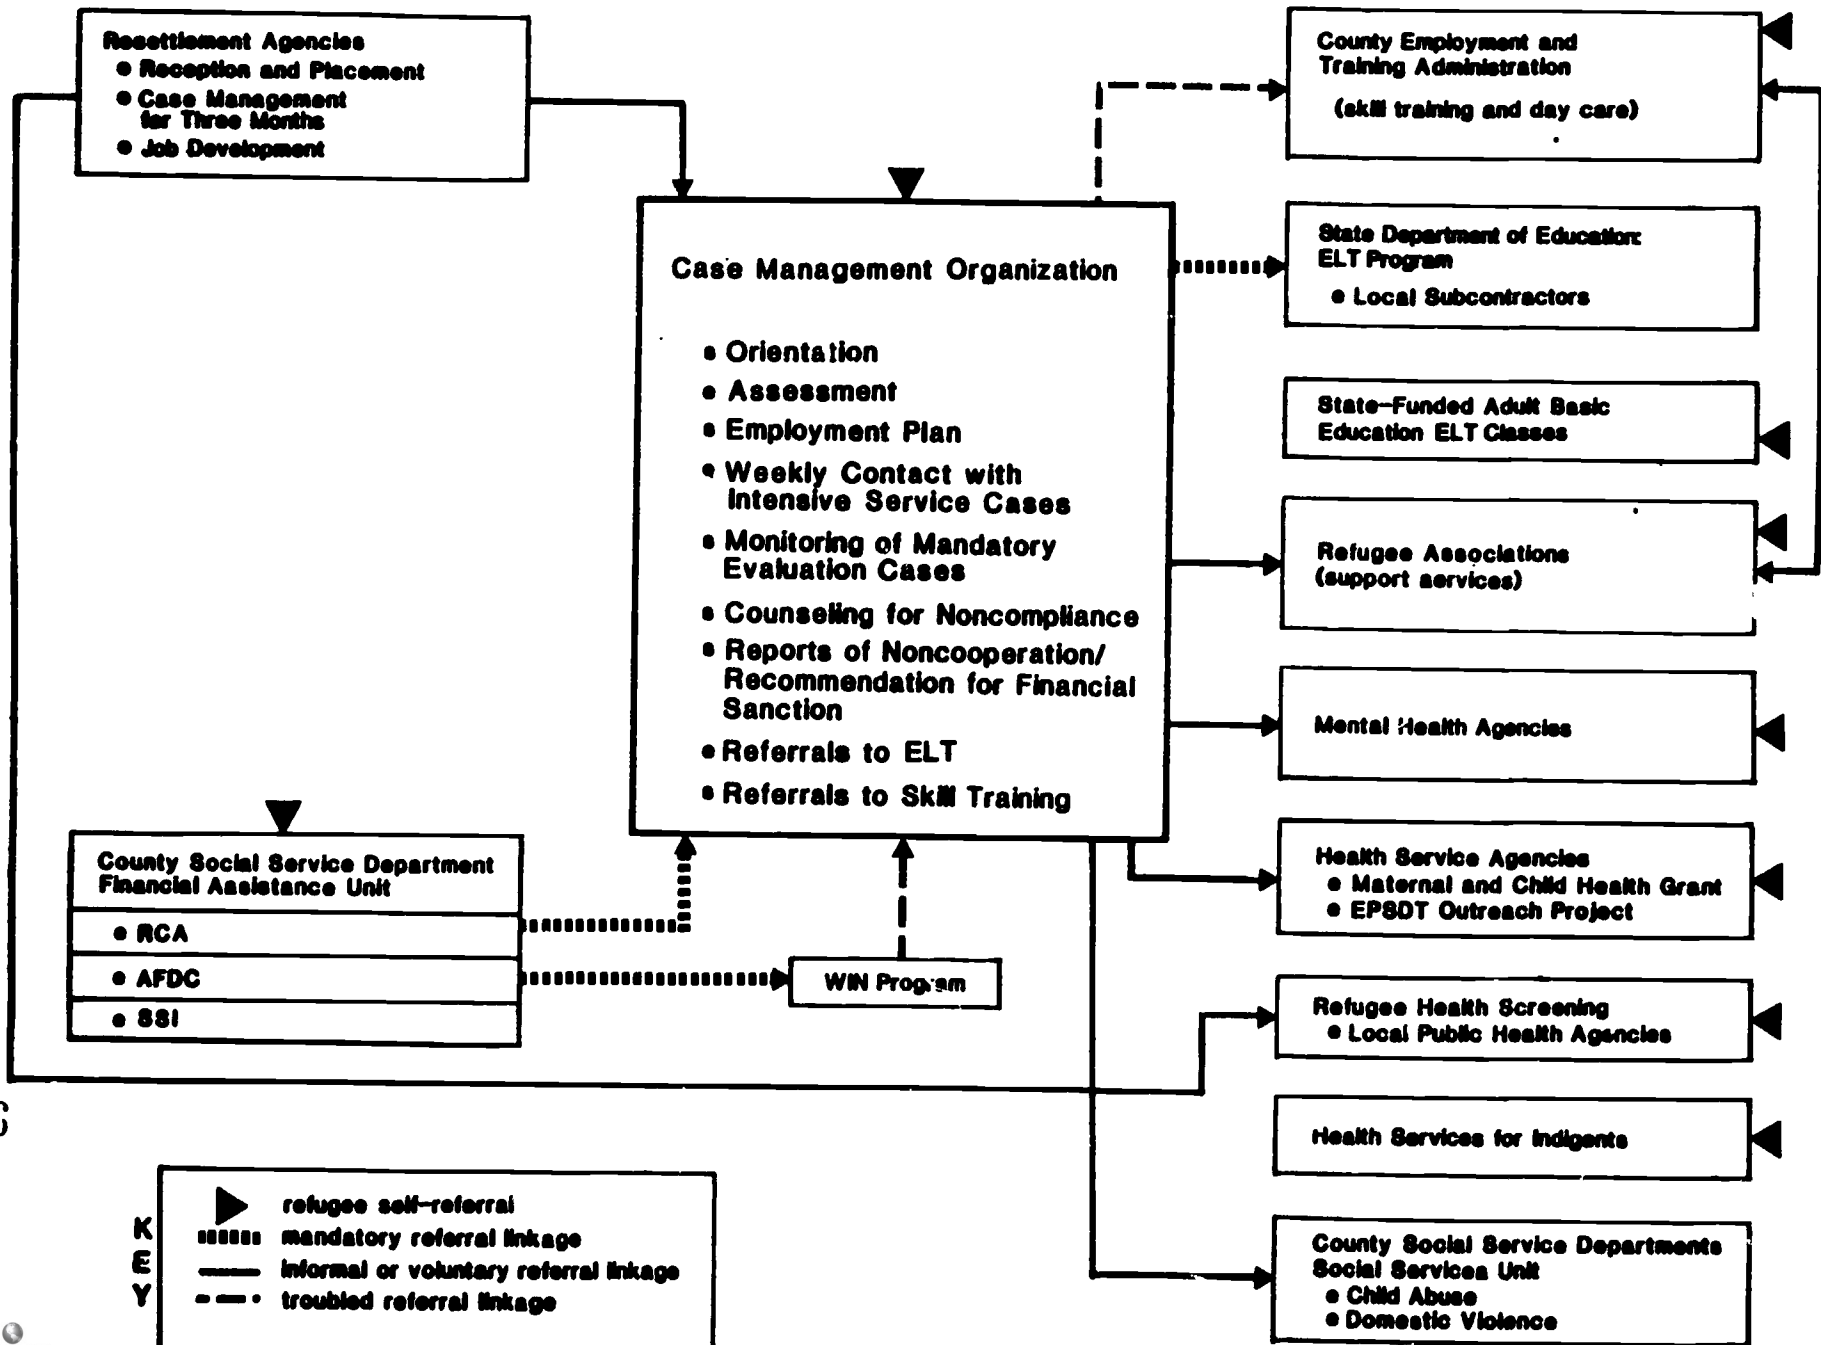 Resettlement Agencies
● Reception and Placement
● Case Management
for Three Months
● Job Development
County Employment and
Training Administration
(skill training and day care)
Case Management Organization
● Orientation
● Assessment
● Employment Plan
● Weekly Contact with
Intensive Service Cases
● Monitoring of Mandatory
Evaluation Cases
● Counseling for Noncompliance
● Reports of Noncooperation/
Recommendation for Financial
Sanction
● Referrals to ELT
● Referrals to Skill Training
State Department of Education:
ELT Program
● Local Subcontractors
State-Funded Adult Basic
Education ELT Classes
Refugee Associations
(support services)
Mental Health Agencies
Health Service Agencies
● Maternal and Child Health Grant
● EPSDT Outreach Project
Refugee Health Screening
● Local Public Health Agencies
Health Services for Indigents
County Social Service Departments
Social Services Unit
● Child Abuse
● Domestic Violence
County Social Service Department
Financial Assistance Unit
● RCA
● AFDC
● SSI
WIN Program
KEY
refugee self-referral
mandatory referral linkage
informal or voluntary referral linkage
troubled referral linkage